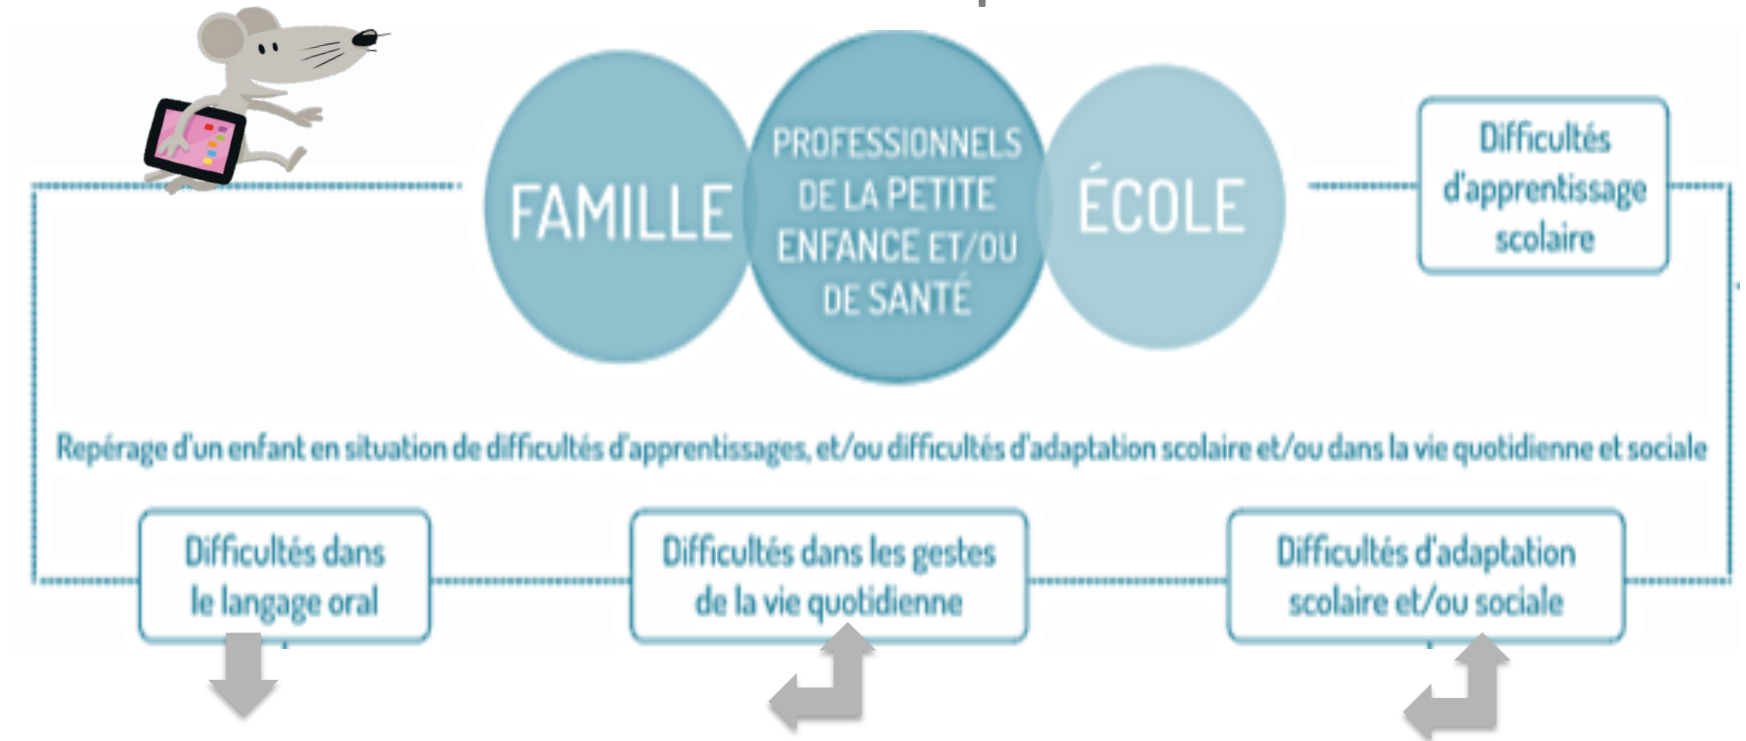 FAMILLE
PROFESSIONNELS
DE LA PETITE
ENFANCE ET/OU
DE SANTÉ
ÉCOLE
Difficultés
d'apprentissage
scolaire
Repérage d'un enfant en situation de difficultés d'apprentissages, et/ou difficultés d'adaptation scolaire et/ou dans la vie quotidienne et sociale
Difficultés dans
le langage oral
Difficultés dans les gestes
de la vie quotidienne
Difficultés d'adaptation
scolaire et/ou sociale